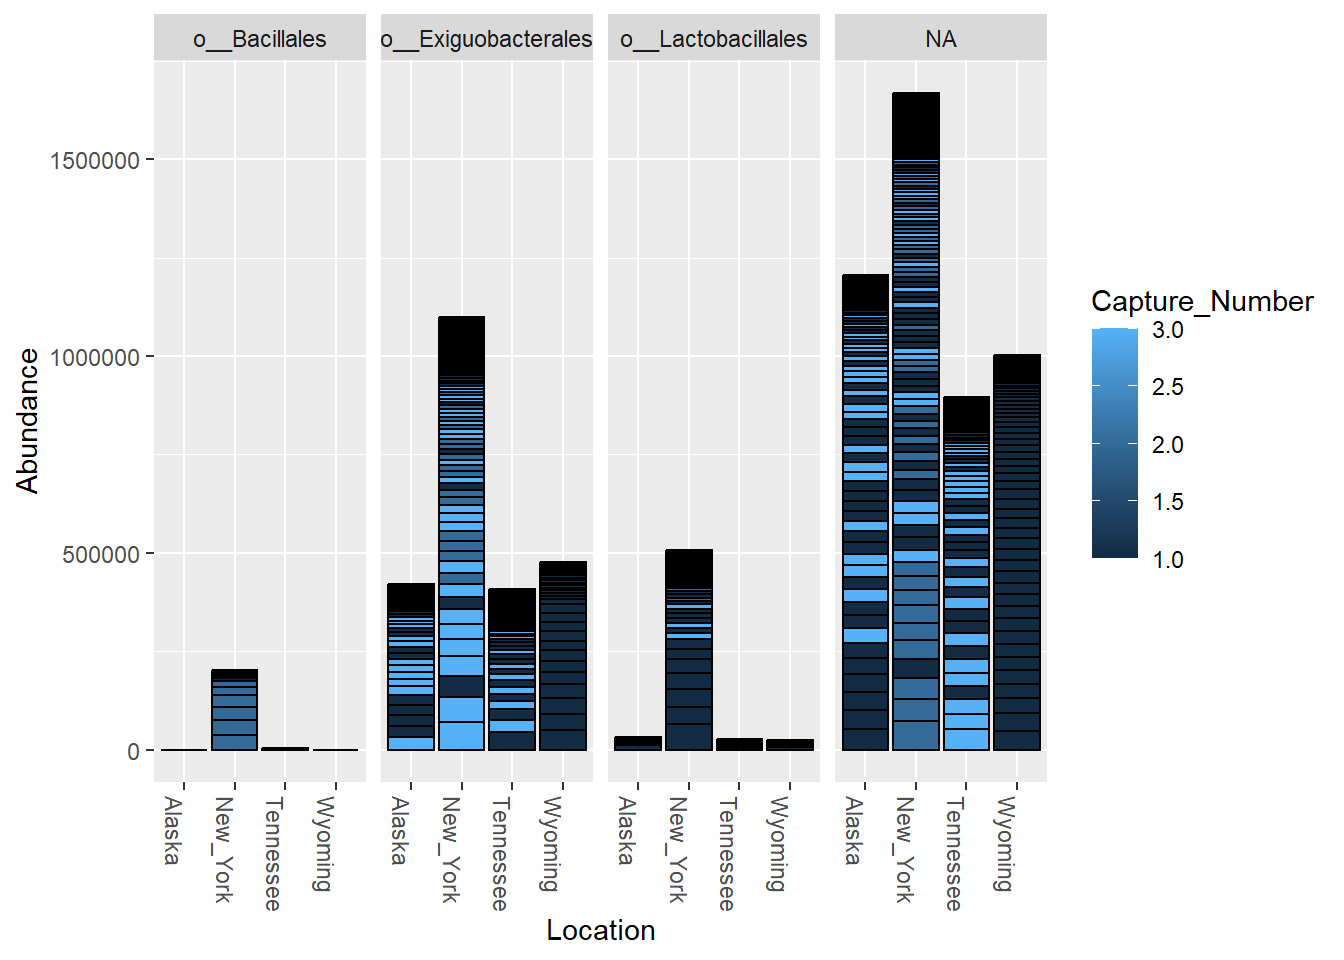 o__Bacillales
o__Exiguobacterales
o__Lactobacillales
NA
Abundance
1500000
1000000
500000
0
Alaska
New_York
Tennessee
Wyoming
Alaska
New_York
Tennessee
Wyoming
Alaska
New_York
Tennessee
Wyoming
Alaska
New_York
Tennessee
Wyoming
Location
Capture_Number
3.0
2.5
2.0
1.5
1.0